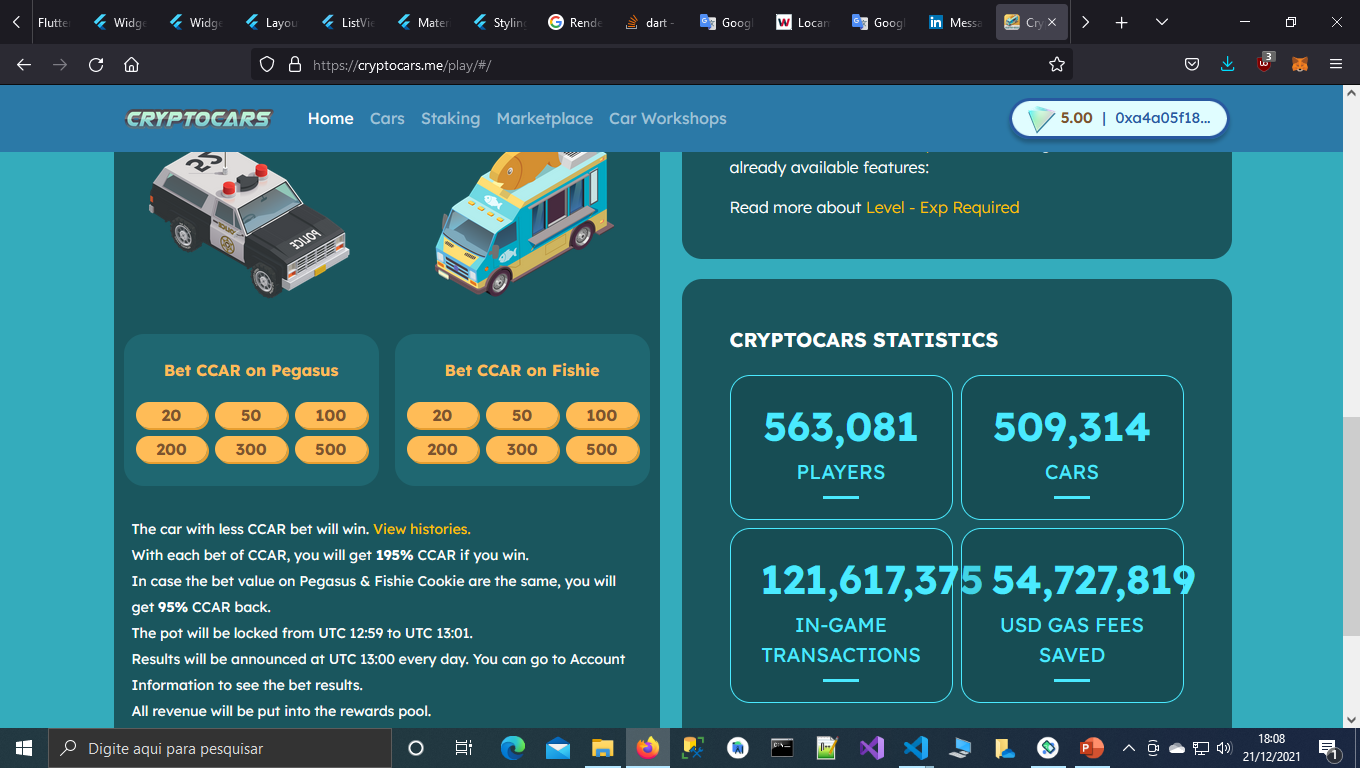 Flutter
Widge
Widge
Layou
ListVie
Mater
Styling
Rende
dart -
Googl
Locam
Googl
Messa
Cry
https://cryptocars.me/play/#/
3
CRYPTOCARS
Home
Cars
Staking
Marketplace
Car Workshops
5.00 | 0xa4a05f18...
25
POLICE
already available features:
Read more about Level - Exp Required
Bet CCAR on Pegasus
20 50 100
200 300 500
Bet CCAR on Fishie
20 50 100
200 300 500
The car with less CCAR bet will win. View histories.
With each bet of CCAR, you will get 195% CCAR if you win.
In case the bet value on Pegasus & Fishie Cookie are the same, you will
get 95% CCAR back.
The pot will be locked from UTC 12:59 to UTC 13:01.
Results will be announced at UTC 13:00 every day. You can go to Account
Information to see the bet results.
All revenue will be put into the rewards pool.
CRYPTOCARS STATISTICS
563,081
PLAYERS
509,314
CARS
121,617,375
IN-GAME
TRANSACTIONS
54,727,819
USD GAS FEES
SAVED
Digite aqui para pesquisar
18:08
21/12/2021
1